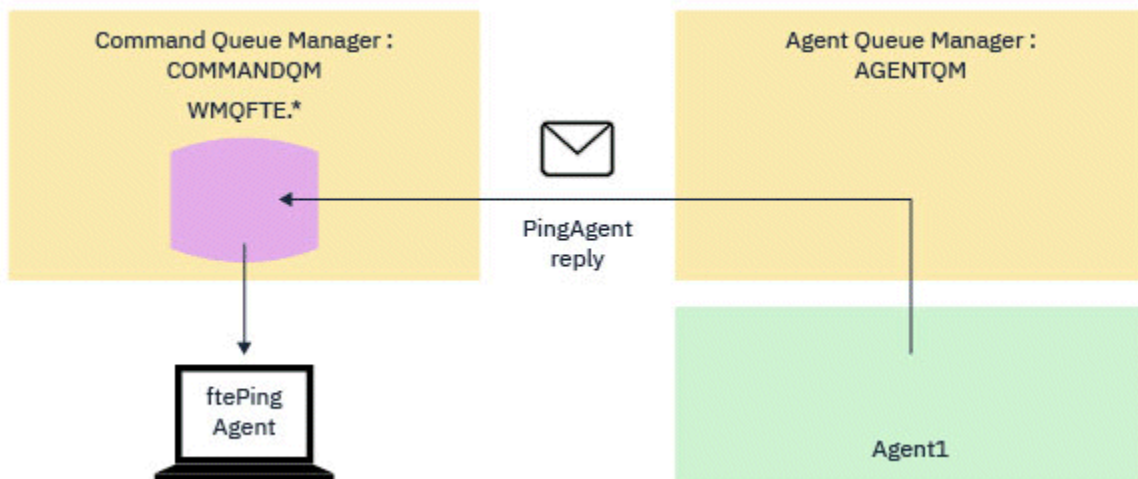 Command Queue Manager :
COMMANDQM
WMQFTE.*
Agent Queue Manager :
AGENTQM
PingAgent
reply
ftePing
Agent
Agent1